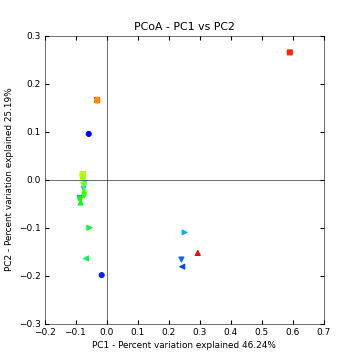 PCoA - PC1 vs PC2
PC2 - Percent variation explained 25.19%
0.3
0.2
0.1
0.0
−0.1
−0.2
−0.3
−0.2 −0.1 0.0 0.1 0.2 0.3 0.4 0.5 0.6 0.7
PC1 - Percent variation explained 46.24%